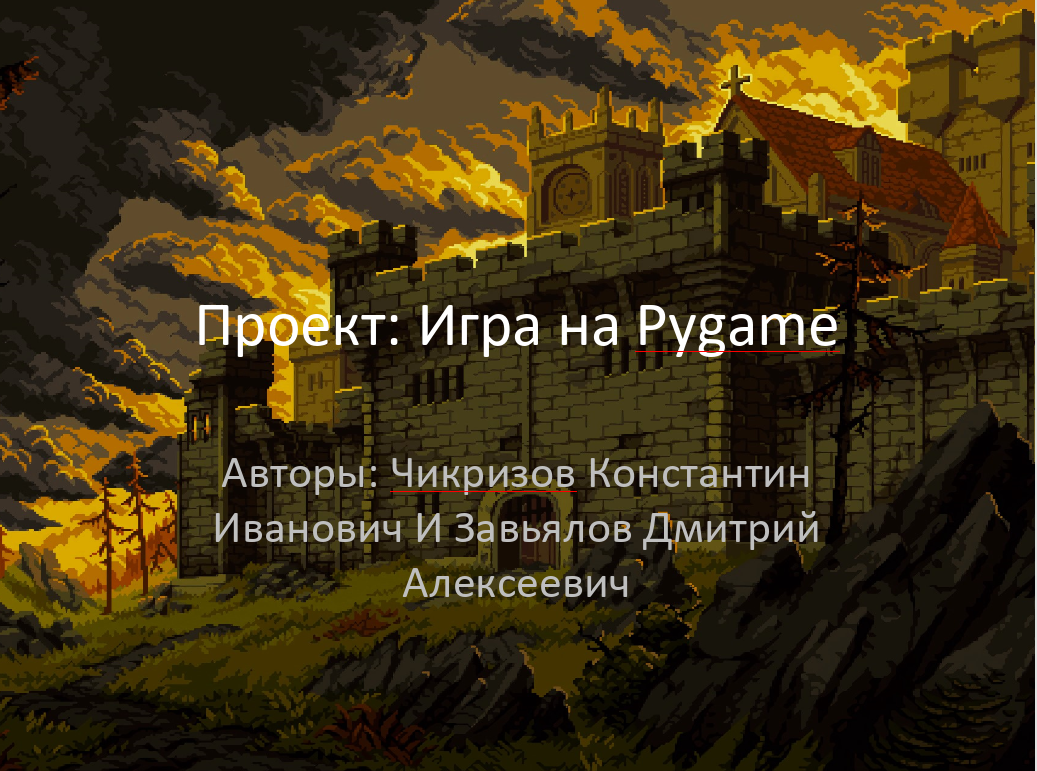 Проект: Игра на Pygame
Авторы: Чикризов Константин
Иванович И Завьялов Дмитрий
Алексеевич